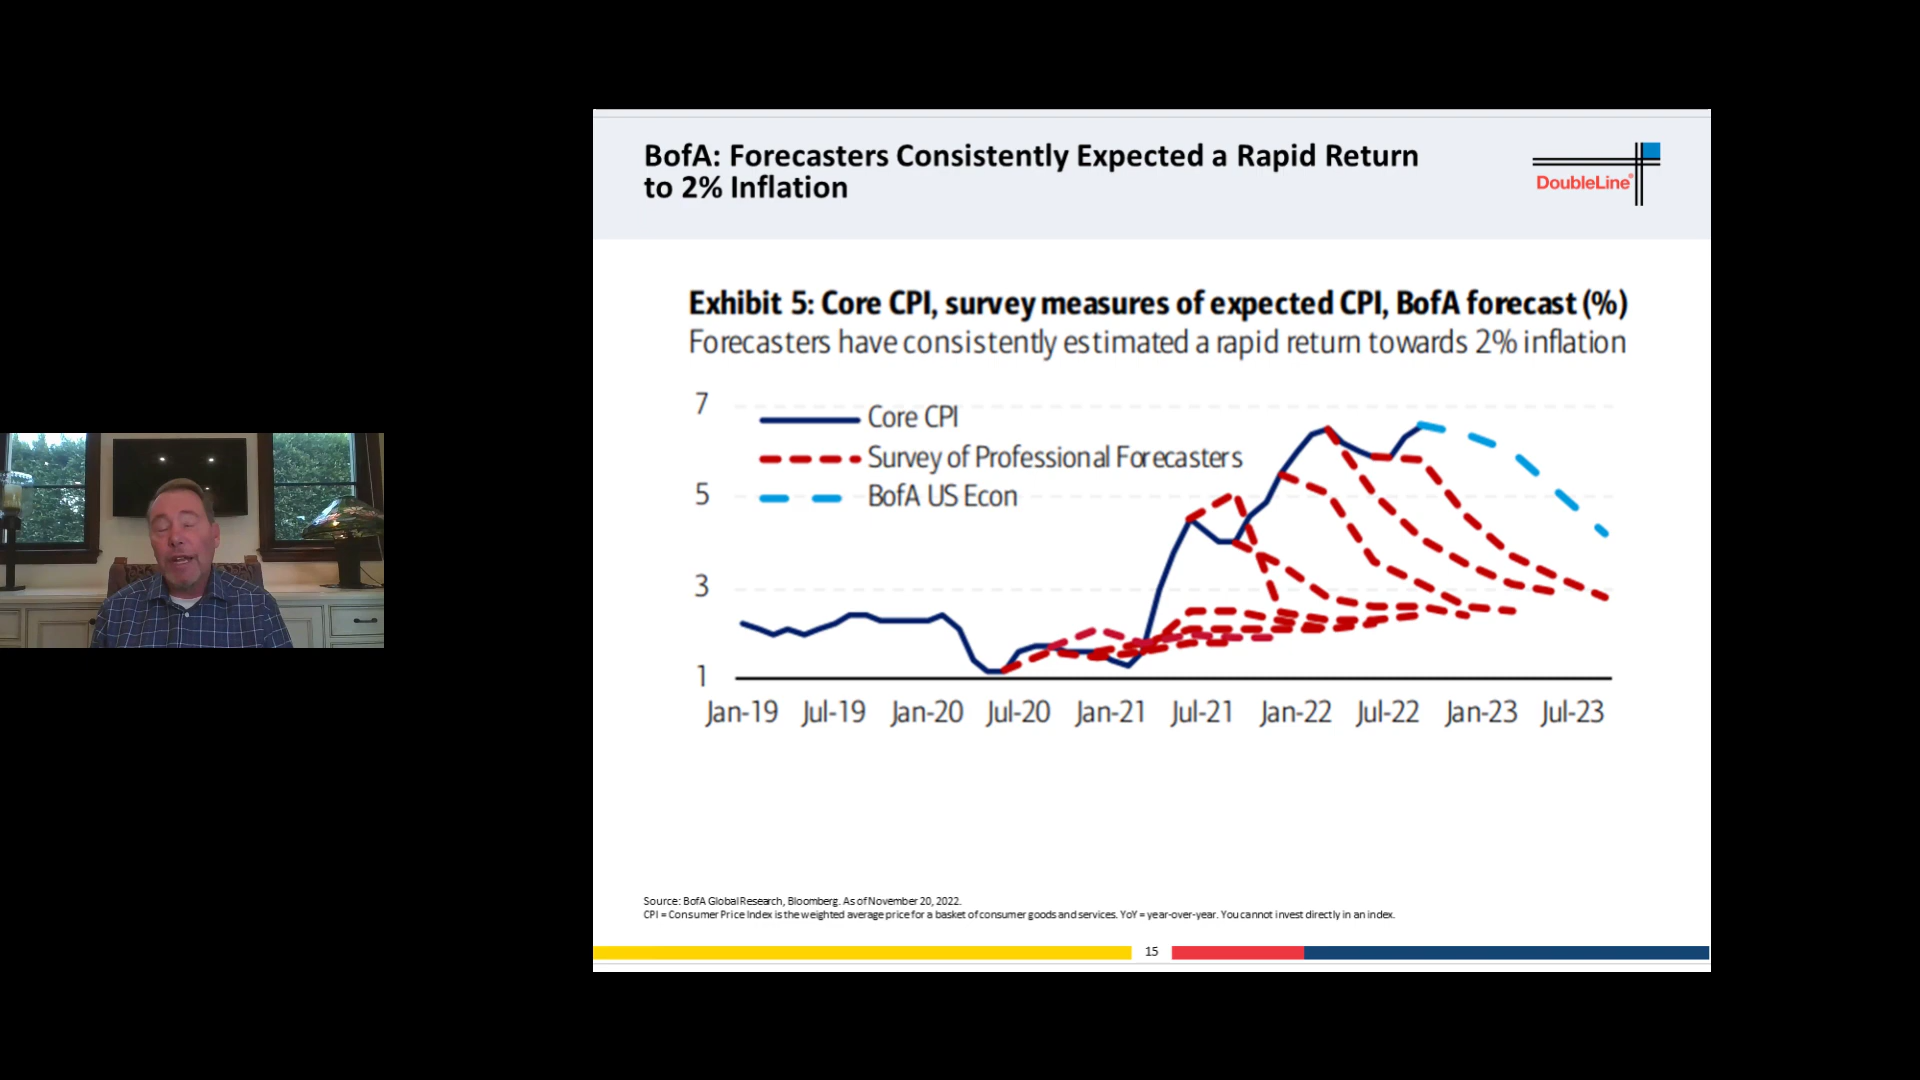 BofA: Forecasters Consistently Expected a Rapid Return
to 2% Inflation
DoubleLine®
Exhibit 5: Core CPI, survey measures of expected CPI, BofA forecast (%)
Forecasters have consistently estimated a rapid return towards 2% inflation
7
Core CPI
Survey of Professional Forecasters
5
BofA US Econ
3
1
Jan-19 Jul-19 Jan-20 Jul-20 Jan-21 Jul-21 Jan-22 Jul-22 Jan-23 Jul-23
Source: BofA Global Research, Bloomberg. As of November 20, 2022.
CPI = Consumer Price Index is the weighted average price for a basket of consumer goods and services. YoY = year-over-year. You cannot invest directly in an index.
15